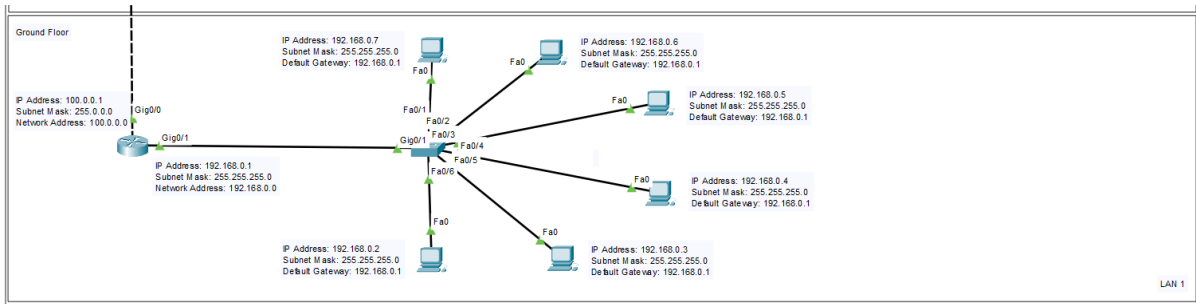 Ground Floor
IP Address: 192.168.0.7
Subnet Mask: 255.255.255.0
Default Gateway: 192.168.0.1
Fa0
IP Address: 192.168.0.6
Subnet Mask: 255.255.255.0
Default Gateway: 192.168.0.1
Fa0
IP Address: 192.168.0.5
Subnet Mask: 255.255.255.0
Default Gateway: 192.168.0.1
Fa0
IP Address: 100.0.0.1
Subnet Mask: 255.0.0.0
Network Address: 100.0.0.0
Gig0/0
Gig0/1
IP Address: 192.168.0.1
Subnet Mask: 255.255.255.0
Network Address: 192.168.0.0
Fa0/1
Fa0/2
Gig0/1
Fa0/3
Fa0/4
Fa0/5
Fa0/6
Fa0
IP Address: 192.168.0.4
Subnet Mask: 255.255.255.0
Default Gateway: 192.168.0.1
Fa0
IP Address: 192.168.0.2
Subnet Mask: 255.255.255.0
Default Gateway: 192.168.0.1
Fa0
IP Address: 192.168.0.3
Subnet Mask: 255.255.255.0
Default Gateway: 192.168.0.1
LAN 1